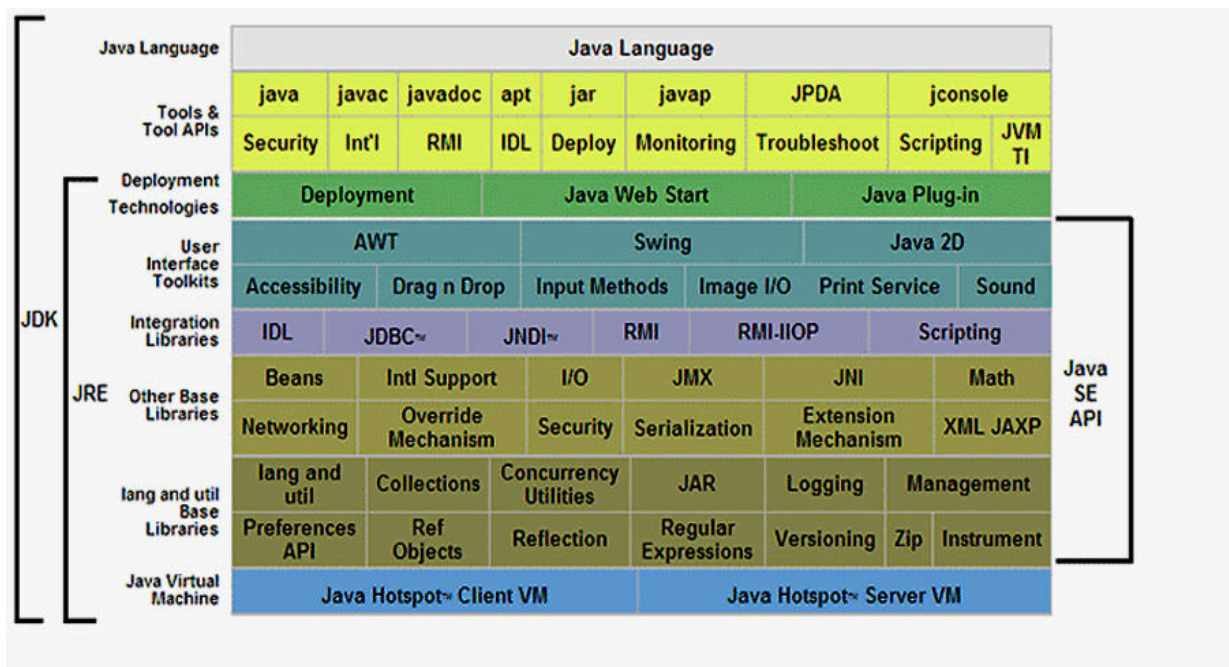 Java Language
Java Language
Tools &
Tool APIs
java javac javadoc apt jar javap JPDA jconsole
Security Int'l RMI IDL Deploy Monitoring Troubleshoot Scripting JVM
TI
Deployment
Technologies
Deployment Java Web Start Java Plug-in
User
Interface
Toolkits
AWT Swing Java 2D
Accessibility Drag n Drop Input Methods Image I/O Print Service Sound
JDK
Integration
Libraries
IDL JDBC™ JNDI™ RMI RMI-IIOP Scripting
JRE
Other Base
Libraries
Beans Intl Support I/O JMX JNI Math
Networking Override
Mechanism Security Serialization Extension
Mechanism XML JAXP
Java
SE
API
lang and util
Base
Libraries
lang and
util Collections Concurrency
Utilities JAR Logging Management
Preferences
API Ref
Objects Reflection Regular
Expressions Versioning Zip Instrument
Java Virtual
Machine
Java Hotspot™ Client VM Java Hotspot™ Server VM